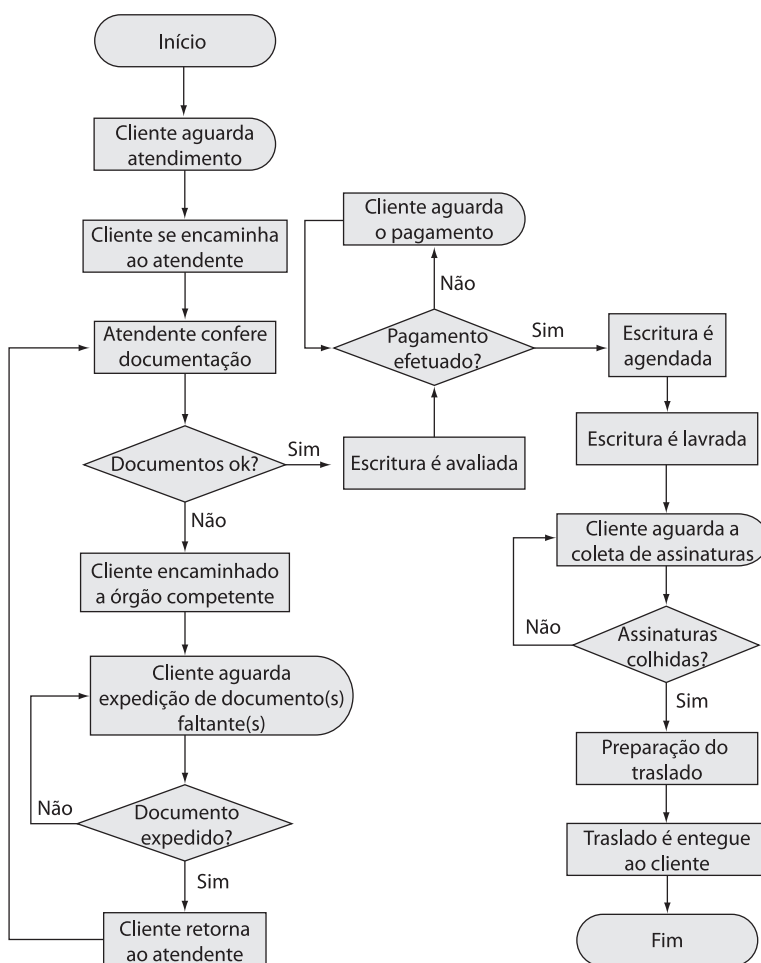 Início
Cliente aguarda
atendimento
Cliente se encaminha
ao atendente
Atendente confere
documentação
Documentos ok?
Sim
Não
Cliente encaminhado
a órgão competente
Cliente aguarda
expedição de documento(s)
faltante(s)
Não
Documento
expedido?
Sim
Cliente retorna
ao atendente
Escritura é avaliada
Pagamento
efetuado?
Não
Cliente aguarda
o pagamento
Sim
Escritura é
agendada
Escritura é lavrada
Cliente aguarda a
coleta de assinaturas
Não
Assinaturas
colhidas?
Sim
Preparação do
traslado
Traslado é entegue
ao cliente
Fim